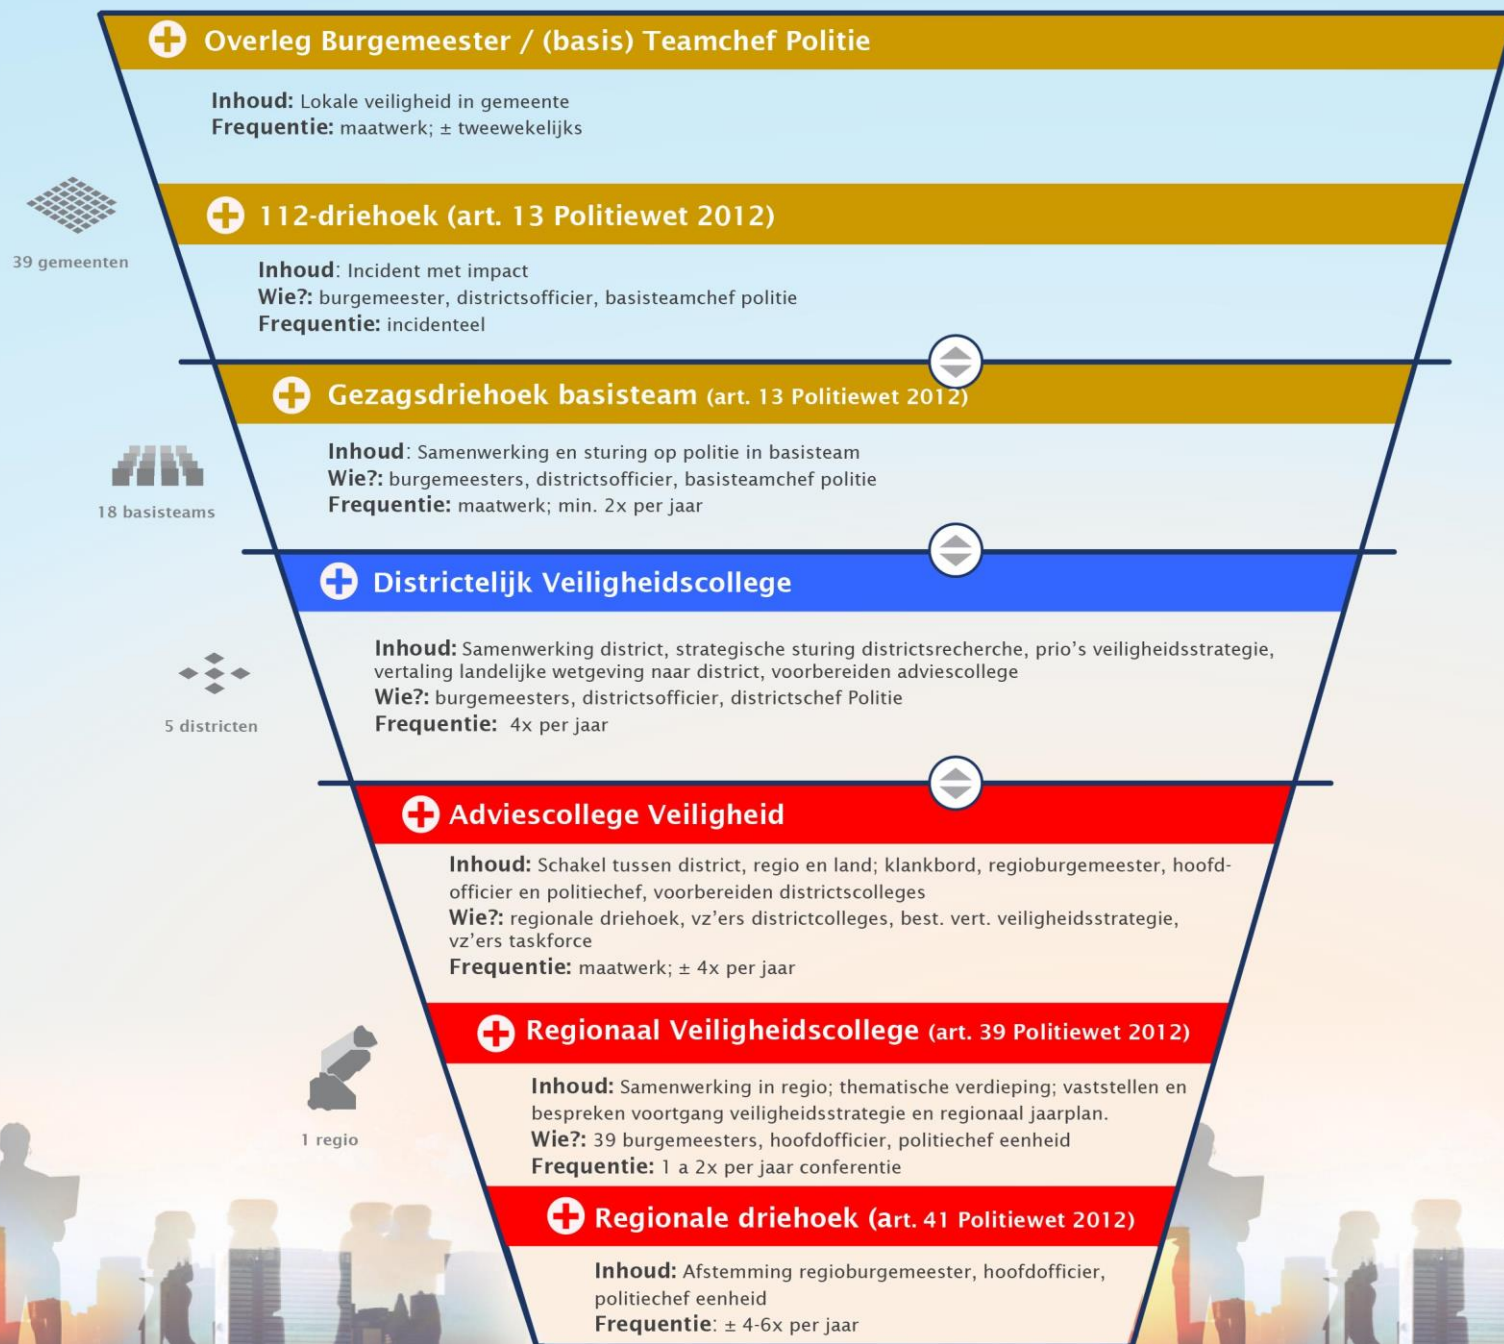 Overleg Burgemeester / (basis) Teamchef Politie
Inhoud: Lokale veiligheid in gemeente
Frequentie: maatwerk; ± tweewekelijks
39 gemeenten
112-driehoek (art. 13 Politiewet 2012)
Inhoud: Incident met impact
Wie?: burgemeester, districtsofficier, basisteamchef politie
Frequentie: incidenteel
Gezagsdriehoek basisteam (art. 13 Politiewet 2012)
Inhoud: Samenwerking en sturing op politie in basisteam
Wie?: burgemeesters, districtsofficier, basisteamchef politie
Frequentie: maatwerk; min. 2x per jaar
18 basisteams
Districtelijk Veiligheidscollege
Inhoud: Samenwerking district, strategische sturing districtsrecherche, prio's veiligheidsstrategie,
vertaling landelijke wetgeving naar district, voorbereiden adviescollege
Wie?: burgemeesters, districtsofficier, districtschef Politie
Frequentie: 4x per jaar
5 districten
Adviescollege Veiligheid
Inhoud: Schakel tussen district, regio en land; klankbord, regioburgemeester, hoofd-
officier en politiechef, voorbereiden districtscolleges
Wie?: regionale driehoek, vz'ers districtcolleges, best. vert. veiligheidsstrategie,
vz'ers taskforce
Frequentie: maatwerk; ± 4x per jaar
Regionaal Veiligheidscollege (art. 39 Politiewet 2012)
Inhoud: Samenwerking in regio; thematische verdieping; vaststellen en
bespreken voortgang veiligheidsstrategie en regionaal jaarplan.
Wie?: 39 burgemeesters, hoofdofficier, politiechef eenheid
Frequentie: 1 a 2x per jaar conferentie
1 regio
Regionale driehoek (art. 41 Politiewet 2012)
Inhoud: Afstemming regioburgemeester, hoofdofficier,
politiechef eenheid
Frequentie: ± 4-6x per jaar